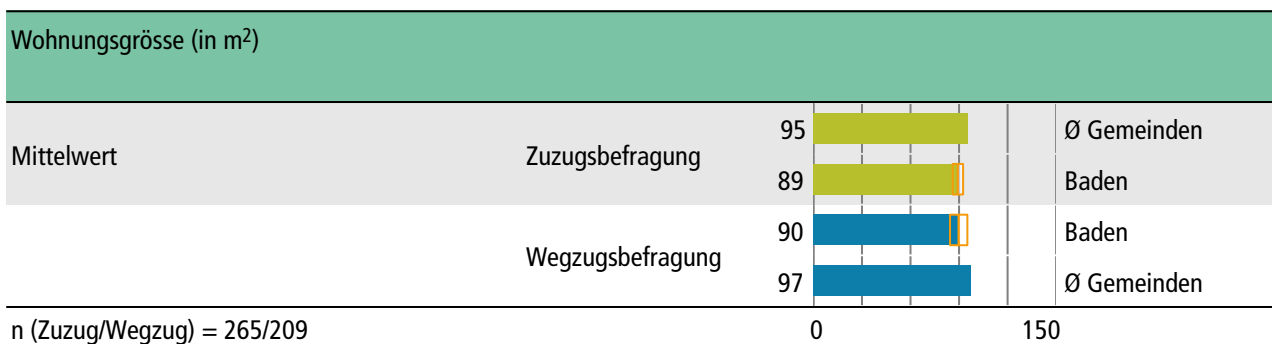 Wohnungsgrösse (in m²)
Mittelwert
Zuzugsbefragung
95 Ø Gemeinden
89 Baden
Wegzugsbefragung
90 Baden
97 Ø Gemeinden
n (Zuzug/Wegzug) = 265/209
0 150